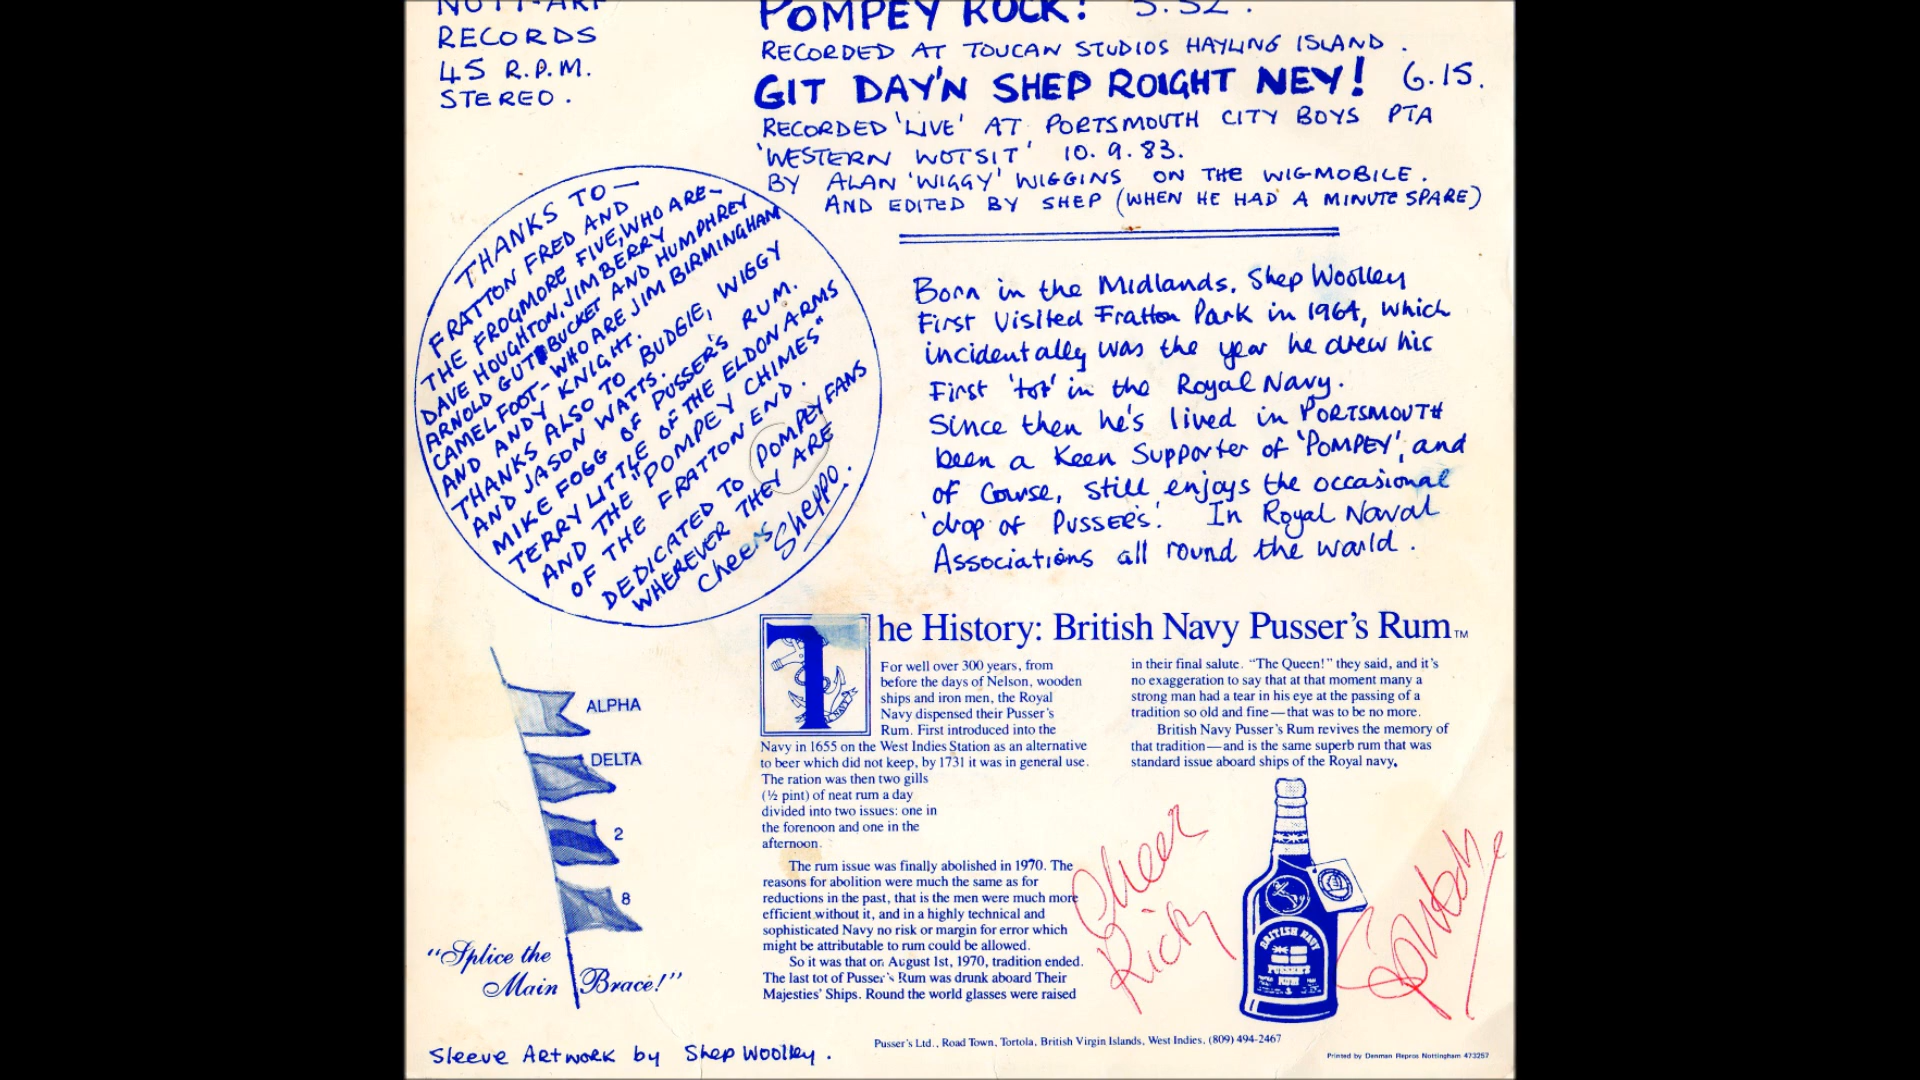 NUTT-ART
RECORDS
45 R.P.M.
STEREO.
POMPEY ROCK! 5.52.
RECORDED AT TOUCAN STUDIOS HAYLING ISLAND.
GIT DAY'N SHEP ROIGHT NEY! 6.15.
RECORDED 'LIVE' AT PORTSMOUTH CITY BOYS PTA
'WESTERN WOTSIT' 10.9.83.
BY ALAN 'WIGGY' WIGGINS ON THE WIGMOBILE.
AND EDITED BY SHEP (WHEN HE HAD A MINUTE SPARE)
THANKS TO—
FRATTON FRED AND
THE FROGMORE FIVE, WHO ARE—
DAVE HOUGHTON, JIM BERRY
ARNOLD GUTBUCKET AND HUMPHREY
CAMELFOOT - WHO ARE JIM BIRMINGHAM
AND ANDY KNIGHT.
THANKS ALSO TO BUDGIE, WIGGY
AND JASON WATTS.
MIKE FOGG OF PUSSER'S RUM.
TERRY LITTLE OF THE ELDON ARMS
AND THE "POMPEY CHIMES"
OF THE FRATTON END.
DEDICATED TO POMPEY FANS
WHEREVER THEY ARE
Cheers Sheppo.
Born in the Midlands. Shep Woolley
First Visited Fratton Park in 1964, which
incidentally was the year he drew his
First 'tot' in the Royal Navy.
Since then he's lived in PORTSMOUTH
been a Keen Supporter of 'POMPEY', and
of Course, still enjoys the occasional
'drop of PUSSER'S'. In Royal Naval
Associations all round the world.
The History: British Navy Pusser's Rum™
For well over 300 years, from
before the days of Nelson, wooden
ships and iron men, the Royal
Navy dispensed their Pusser's
Rum. First introduced into the
Navy in 1655 on the West Indies Station as an alternative
to beer which did not keep, by 1731 it was in general use.
The ration was then two gills
(½ pint) of neat rum a day
divided into two issues: one in
the forenoon and one in the
afternoon.
The rum issue was finally abolished in 1970. The
reasons for abolition were much the same as for
reductions in the past, that is the men were much more
efficient without it, and in a highly technical and
sophisticated Navy no risk or margin for error which
might be attributable to rum could be allowed.
So it was that on August 1st, 1970, tradition ended.
The last tot of Pusser's Rum was drunk aboard Their
Majesties' Ships. Round the world glasses were raised
in their final salute. "The Queen!" they said, and it's
no exaggeration to say that at that moment many a
strong man had a tear in his eye at the passing of a
tradition so old and fine—that was to be no more.
British Navy Pusser's Rum revives the memory of
that tradition—and is the same superb rum that was
standard issue aboard ships of the Royal navy.
ALPHA
DELTA
2
8
"Splice the
Main Brace!"
Cheers
Rick
BRITISH NAVY
PUSSER'S
RUM
Sleeve Artwork by Shep Woolley.
Pusser's Ltd., Road Town, Tortola, British Virgin Islands, West Indies, (809) 494-2467
Printed by Denman Repros Nottingham 473257